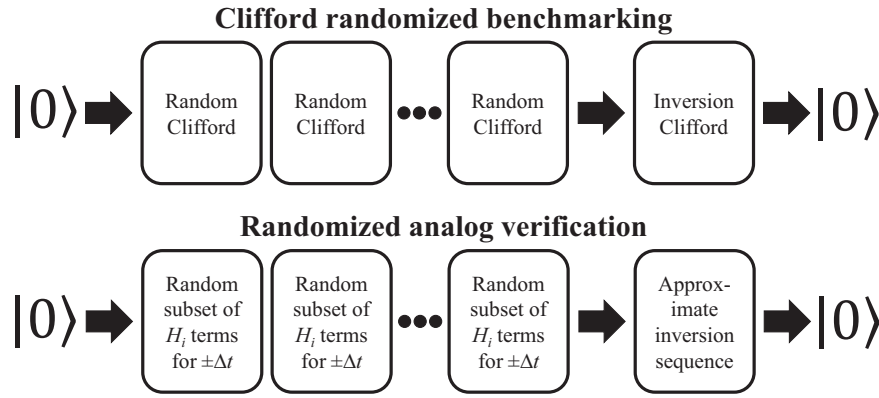 Clifford randomized benchmarking
|0⟩ Random Clifford Random Clifford ••• Random Clifford Inversion Clifford |0⟩
Randomized analog verification
|0⟩
Random
subset of
H_i terms
for ±Δt
Random
subset of
H_i terms
for ±Δt
•••
Random
subset of
H_i terms
for ±Δt
Approx-
imate
inversion
sequence
|0⟩